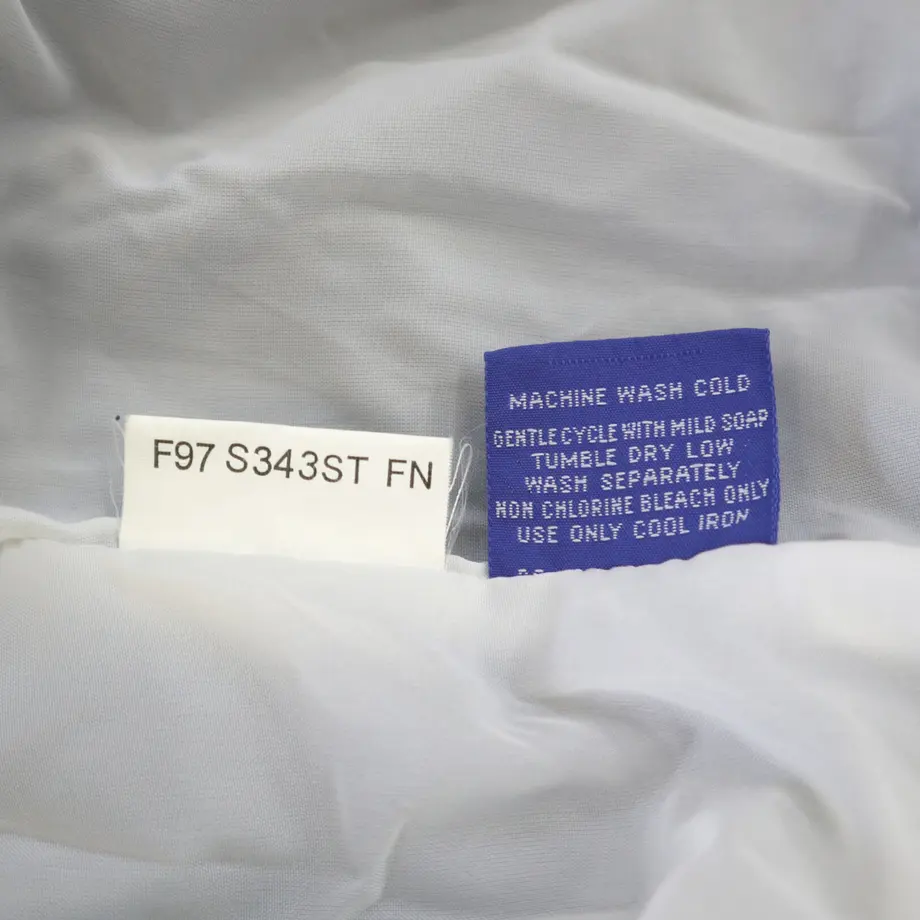 F97 S343ST FN
MACHINE WASH COLD
GENTLE CYCLE WITH MILD SOAP
TUMBLE DRY LOW
WASH SEPARATELY
NON CHLORINE BLEACH ONLY
USE ONLY COOL IRON